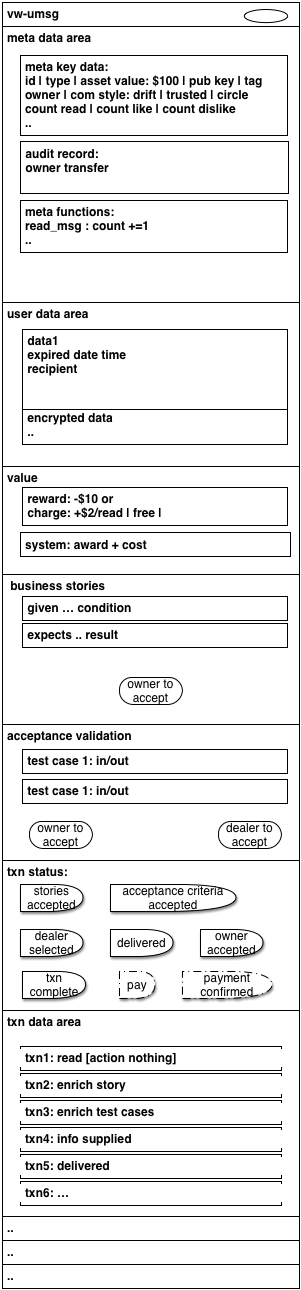 vw-umsg
meta data area
meta key data:
id | type | asset value: $100 | pub key | tag
owner | com style: drift | trusted | circle
count read | count like | count dislike
..
audit record:
owner transfer
meta functions:
read_msg : count +=1
..
user data area
data1
expired date time
recipient
encrypted data
..
value
reward: -$10 or
charge: +$2/read | free |
system: award + cost
business stories
given ... condition
expects .. result
owner to
accept
acceptance validation
test case 1: in/out
test case 1: in/out
owner to
accept
dealer to
accept
txn status:
stories
accepted
acceptance criteria
accepted
dealer
selected
delivered
owner
accepted
txn
complete
pay
payment
confirmed
txn data area
txn1: read [action nothing]
txn2: enrich story
txn3: enrich test cases
txn4: info supplied
txn5: delivered
txn6: ...
..
..
..